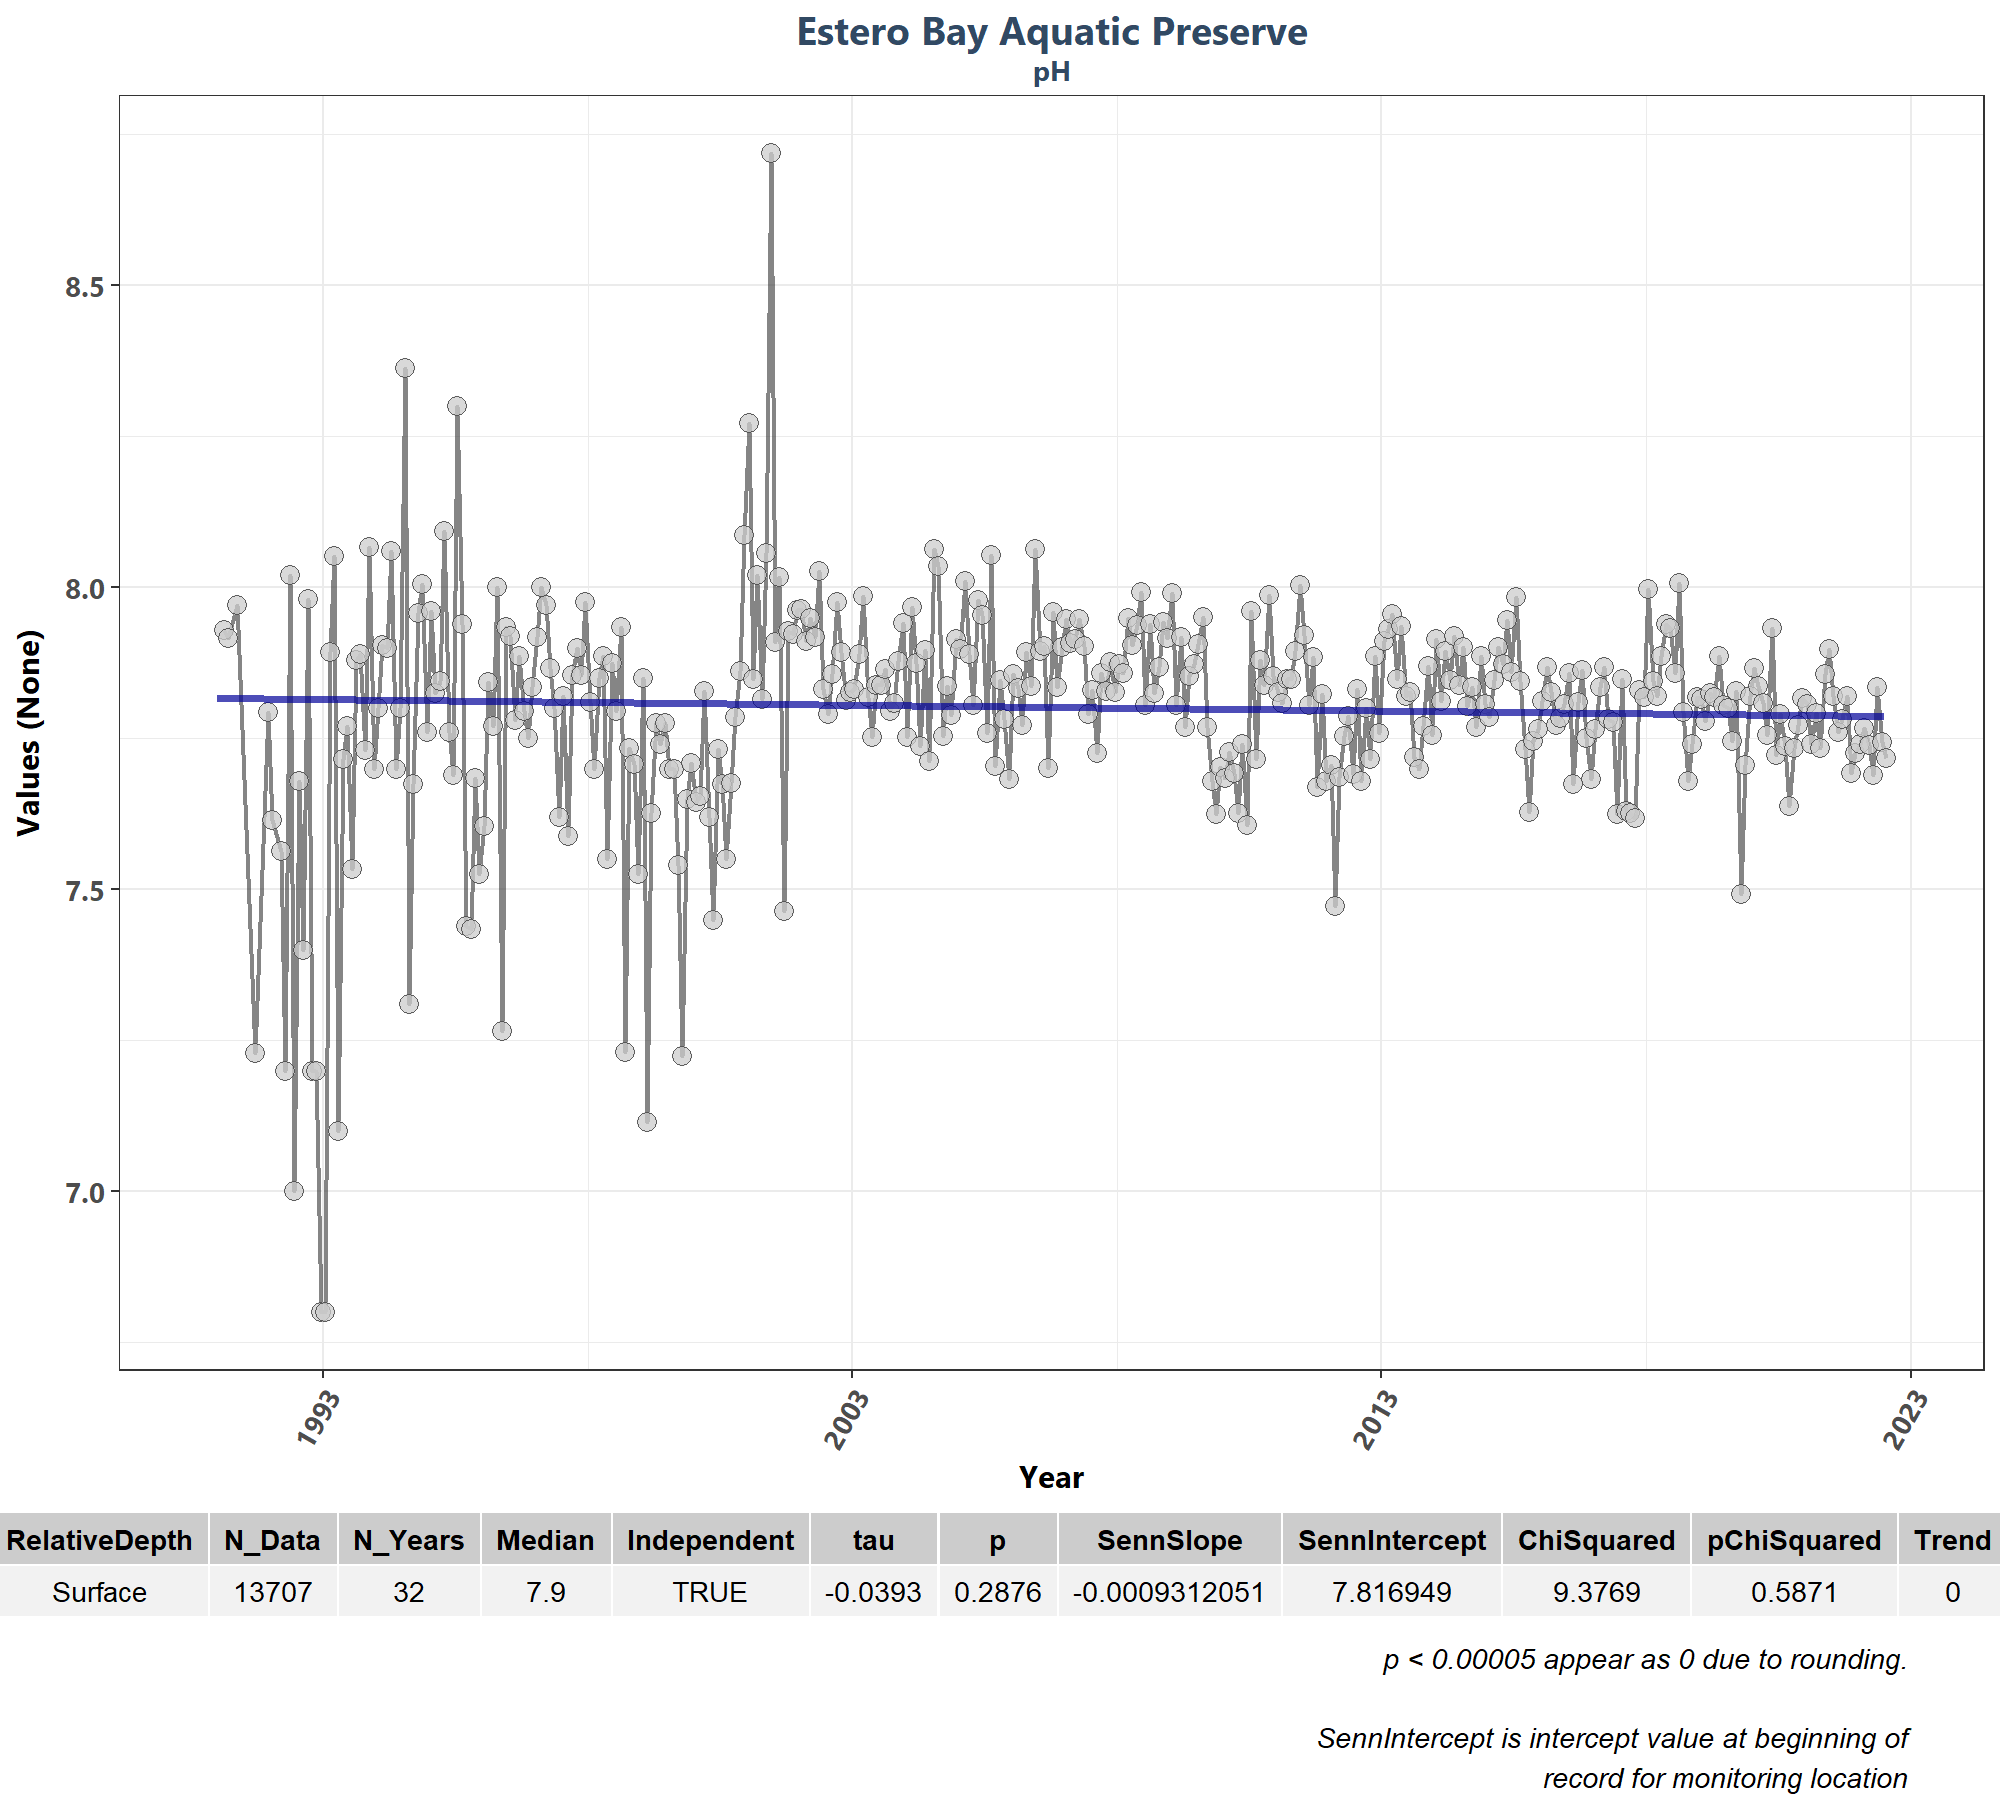 Estero Bay Aquatic Preserve
pH
Values (None)
8.5
8.0
7.5
7.0
1993 2003 2013 2023
Year
RelativeDepth N_Data N_Years Median Independent tau p SennSlope SennIntercept ChiSquared pChiSquared Trend
Surface 13707 32 7.9 TRUE -0.0393 0.2876 -0.0009312051 7.816949 9.3769 0.5871 0
p < 0.00005 appear as 0 due to rounding.
SennIntercept is intercept value at beginning of
record for monitoring location